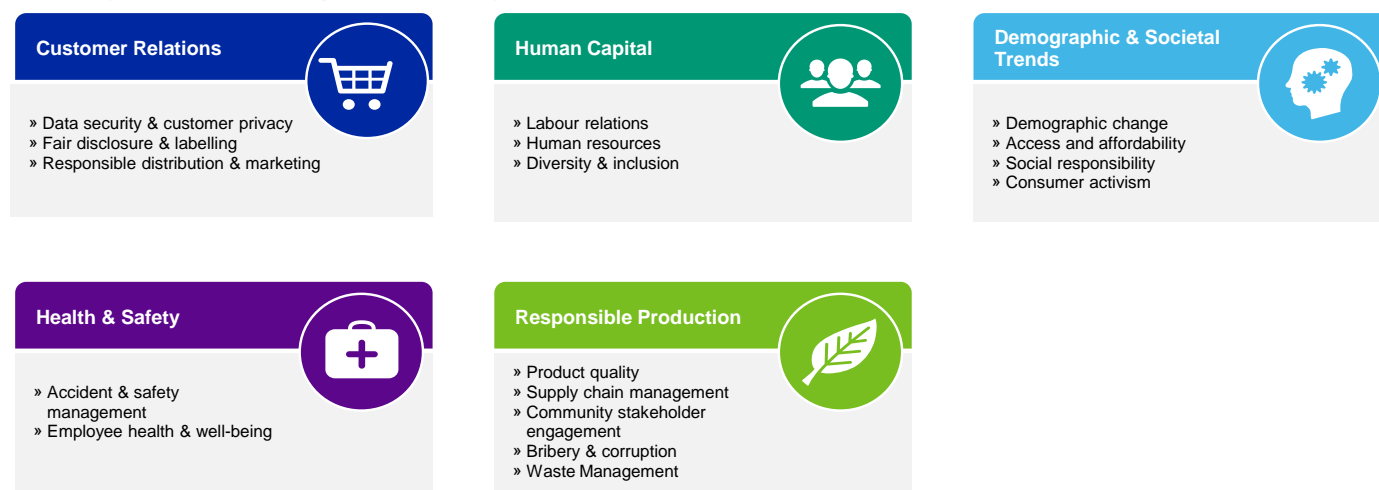 Customer Relations
» Data security & customer privacy
» Fair disclosure & labelling
» Responsible distribution & marketing
Human Capital
» Labour relations
» Human resources
» Diversity & inclusion
Demographic & Societal
Trends
» Demographic change
» Access and affordability
» Social responsibility
» Consumer activism
Health & Safety
» Accident & safety
management
» Employee health & well-being
Responsible Production
» Product quality
» Supply chain management
» Community stakeholder
engagement
» Bribery & corruption
» Waste Management